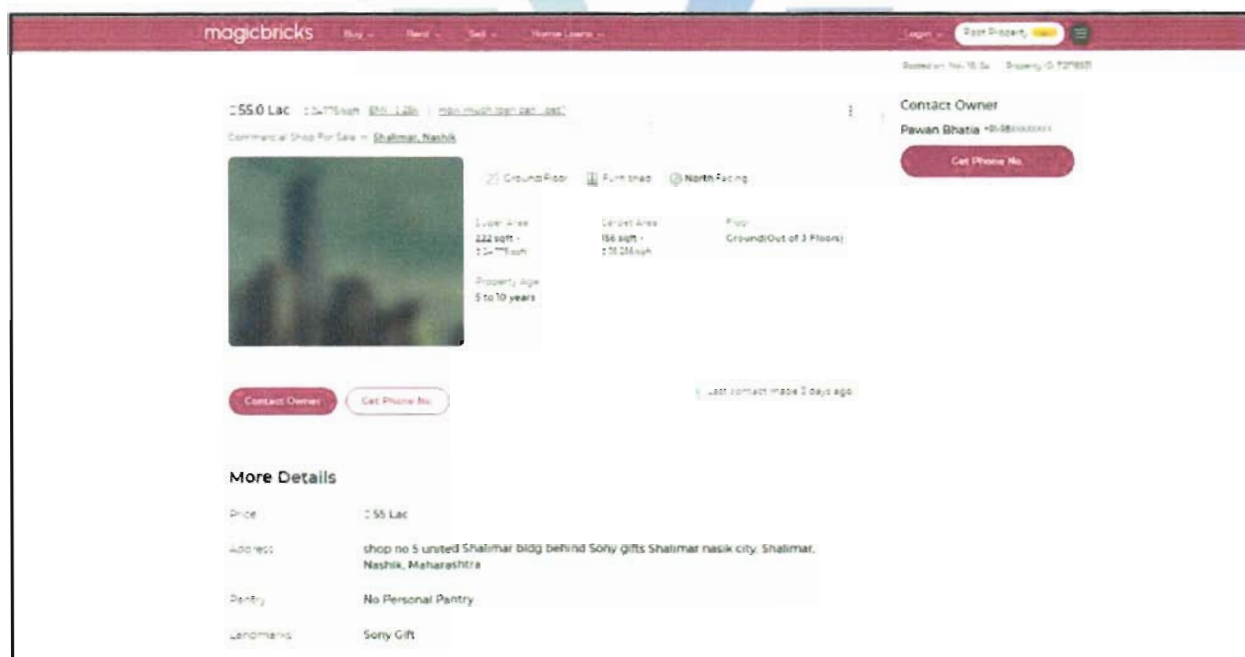 magicbricks Buy Rent Sell Home Loans Login Post Property
55.0 Lac
Contact Owner
Commercial Shop For Sale in Shalimar, Nashik
Pawan Bhatia
Get Phone No.
Ground Floor Furnished North Facing
Super Area Carpet Area Floor
222 sqft - 156 sqft - Ground(Out of 3 Floors)
Property Age
5 to 10 years
Last contact made 3 days ago
Contact Owner Get Phone No.
More Details
Price 55 Lac
Address shop no 5 united Shalimar bldg behind Sony gifts Shalimar nasik city, Shalimar,
Nashik, Maharashtra
Pantry No Personal Pantry
Landmarks Sony Gift